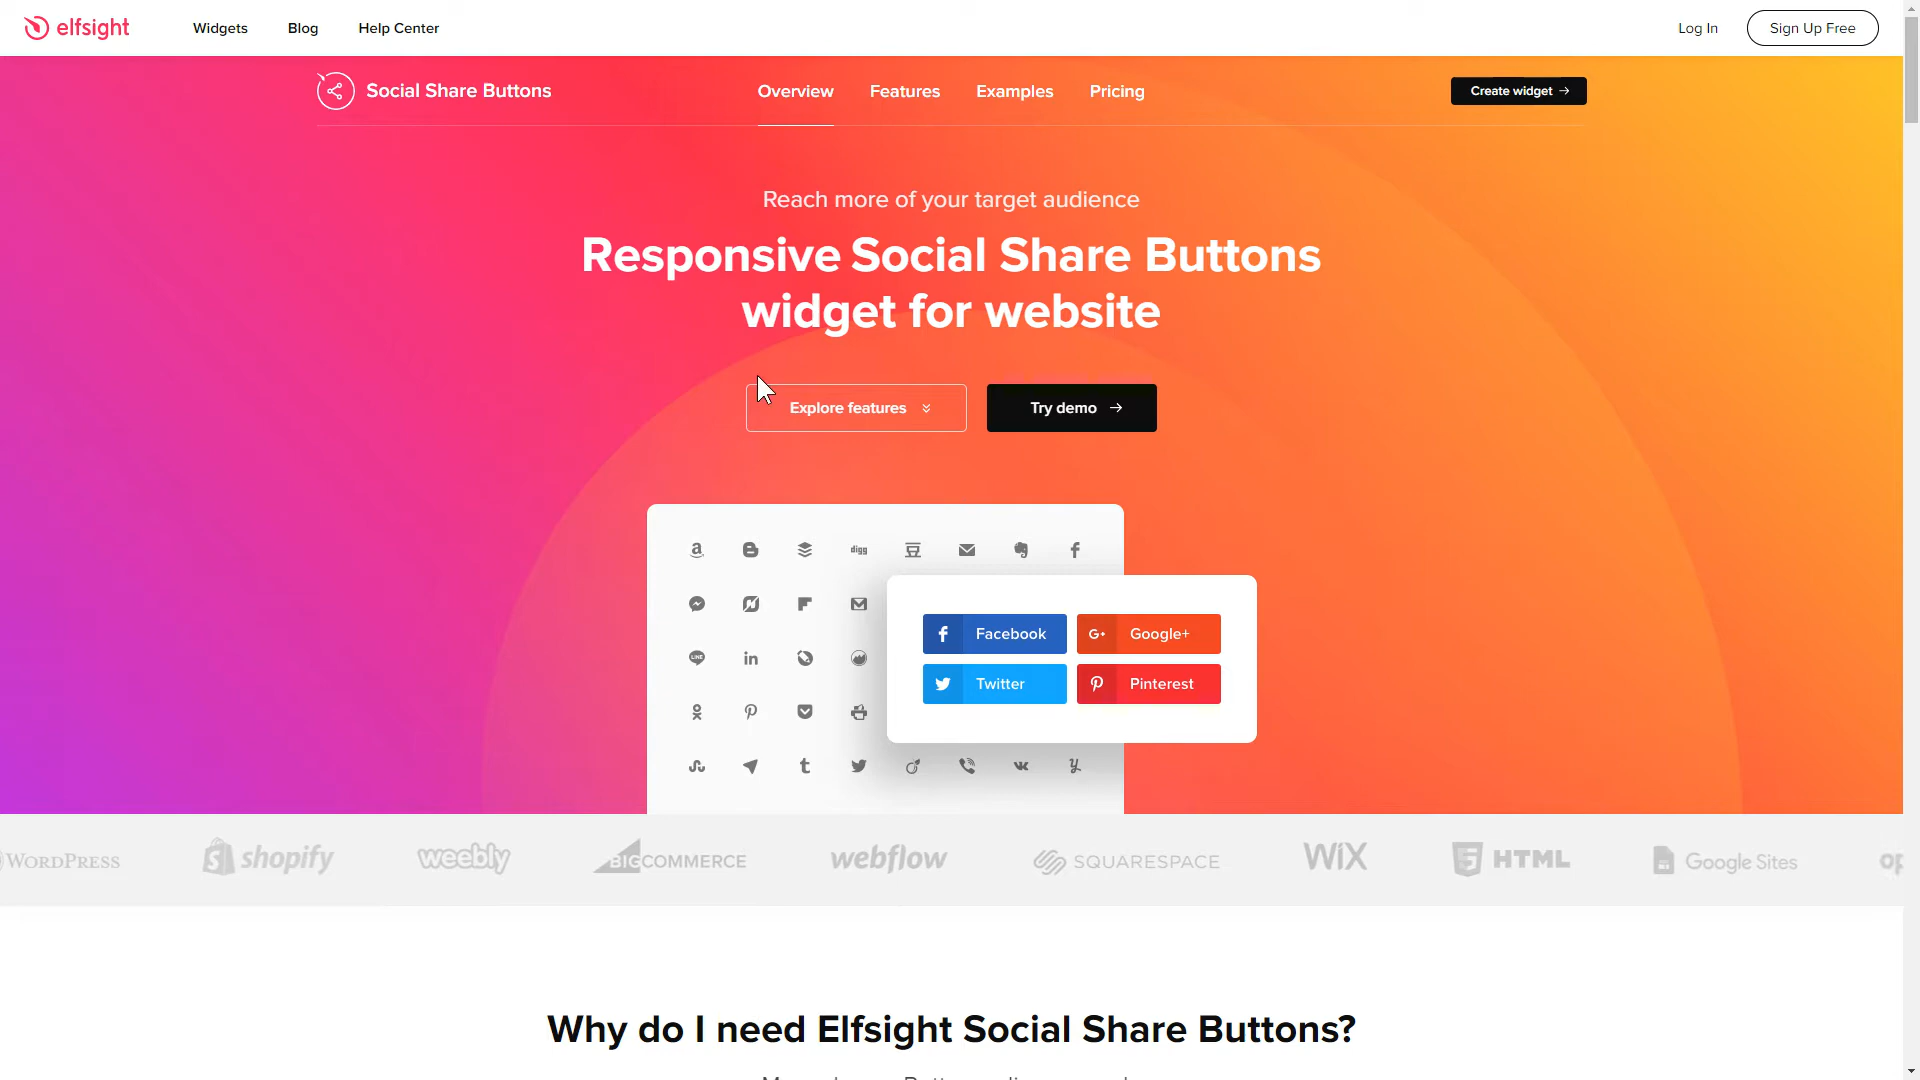 elfsight
Widgets
Blog
Help Center
Log In
Sign Up Free
Social Share Buttons
Overview
Features
Examples
Pricing
Create widget
Reach more of your target audience
Responsive Social Share Buttons
widget for website
Explore features
Try demo
digg
LINE
Facebook
G+ Google+
Twitter
Pinterest
WORDPRESS
shopify
weebly
BIGCOMMERCE
webflow
SQUARESPACE
WiX
HTML
Google Sites
Why do I need Elfsight Social Share Buttons?